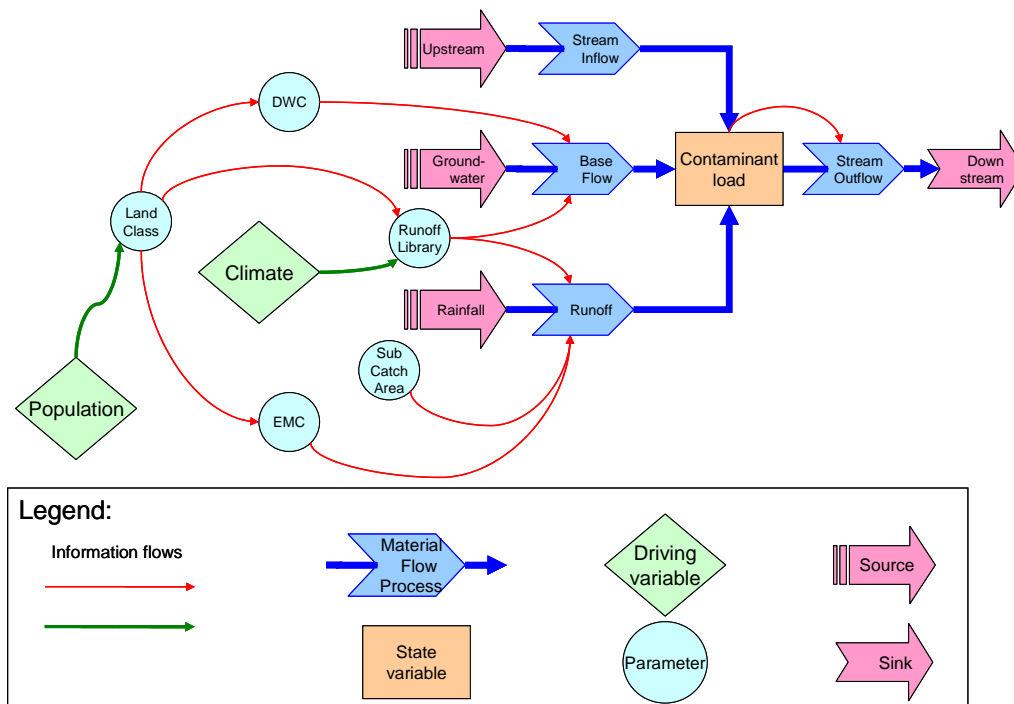 Upstream
Stream
Inflow
DWC
Ground-
water
Base
Flow
Contaminant
load
Stream
Outflow
Down
stream
Land
Class
Runoff
Library
Climate
Rainfall
Runoff
Sub
Catch
Area
Population
EMC
Legend:
Information flows
Material
Flow
Process
Driving
variable
Source
State
variable
Parameter
Sink